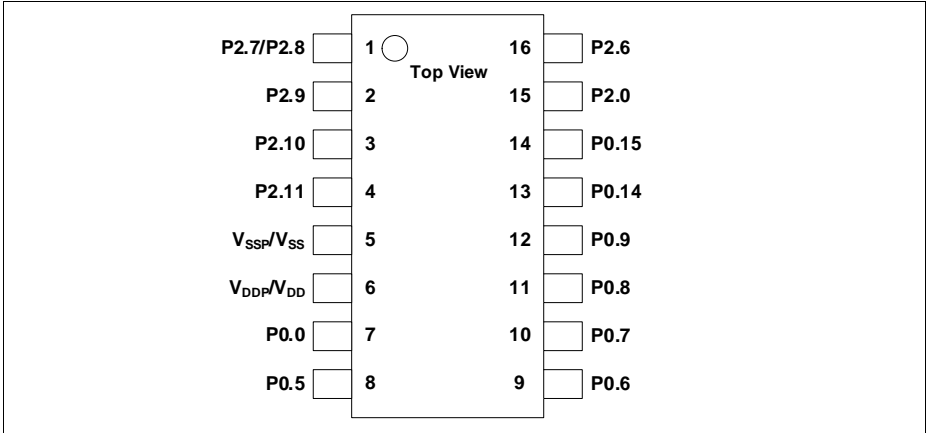 P2.7/P2.8 1 16 P2.6
Top View
P2.9 2 15 P2.0
P2.10 3 14 P0.15
P2.11 4 13 P0.14
VSSP/VSS 5 12 P0.9
VDDP/VDD 6 11 P0.8
P0.0 7 10 P0.7
P0.5 8 9 P0.6